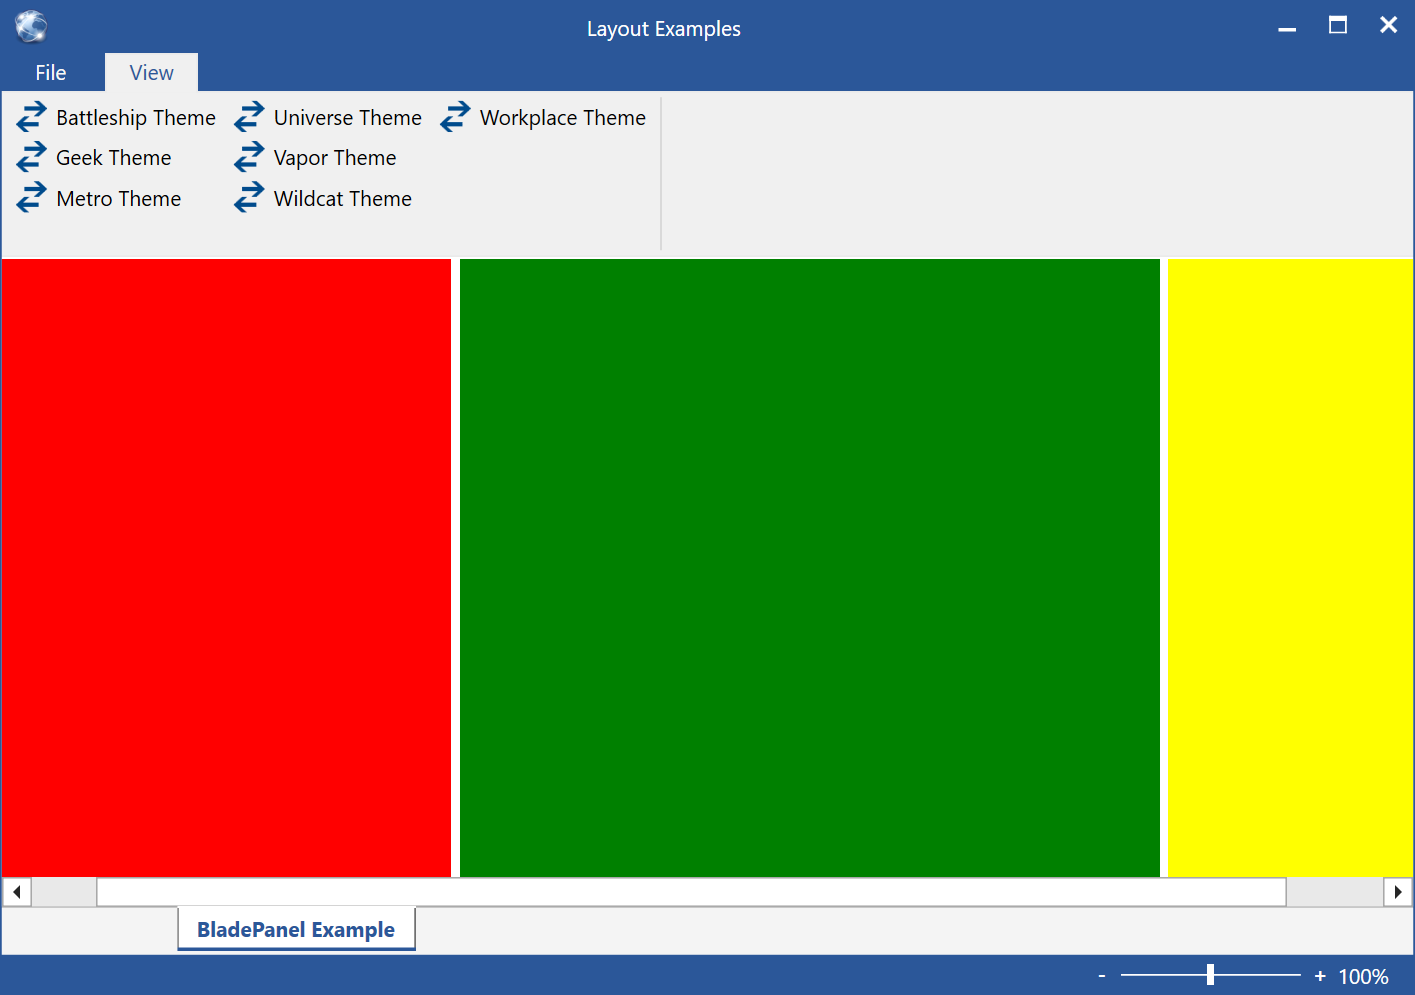 Layout Examples
File
View
Battleship Theme
Universe Theme
Workplace Theme
Geek Theme
Vapor Theme
Metro Theme
Wildcat Theme
BladePanel Example
- + 100%